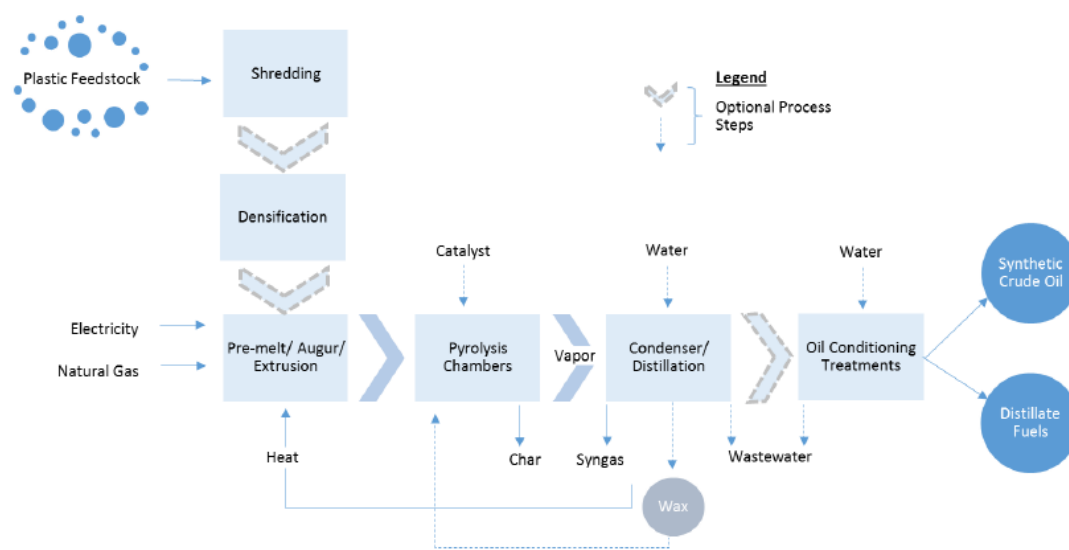 Plastic Feedstock
Shredding
Legend
Optional Process
Steps
Densification
Catalyst
Water
Water
Synthetic
Crude Oil
Electricity
Natural Gas
Pre-melt/ Augur/
Extrusion
Pyrolysis
Chambers
Vapor
Condenser/
Distillation
Oil Conditioning
Treatments
Distillate
Fuels
Heat
Char
Syngas
Wastewater
Wax